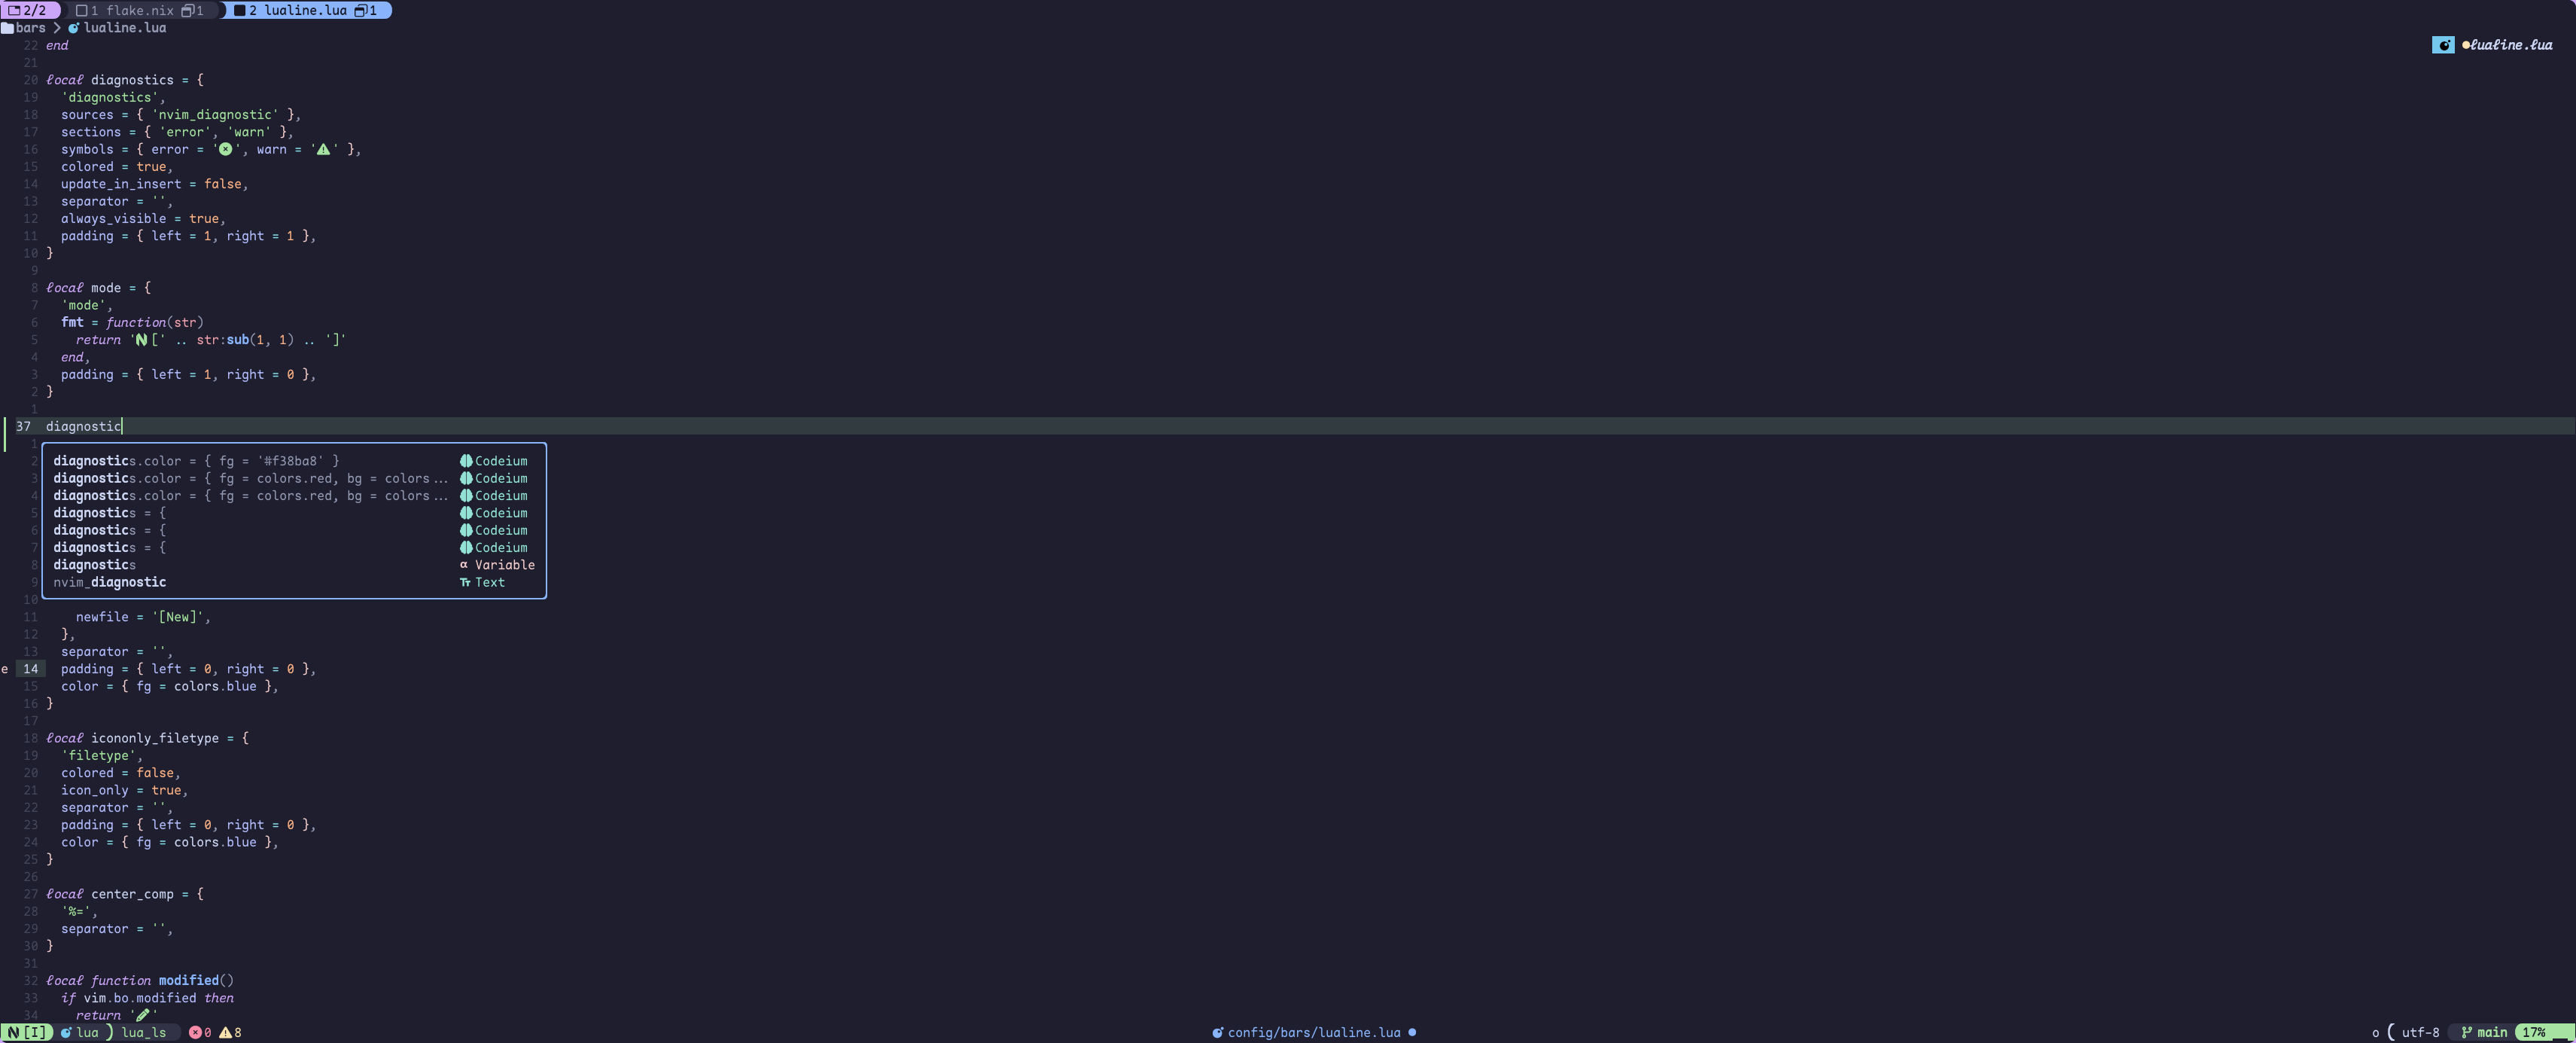 2/2 1 flake.nix 1 2 lualine.lua 1
bars > lualine.lua
22 end
lualine.lua
21
20 local diagnostics = {
19   'diagnostics',
18   sources = { 'nvim_diagnostic' },
17   sections = { 'error', 'warn' },
16   symbols = { error = '', warn = '' },
15   colored = true,
14   update_in_insert = false,
13   separator = '',
12   always_visible = true,
11   padding = { left = 1, right = 1 },
10 }
9
8 local mode = {
7   'mode',
6   fmt = function(str)
5     return ' [' .. str:sub(1, 1) .. ']'
4   end,
3   padding = { left = 1, right = 0 },
2 }
1
37 diagnostic
1
2 diagnostics.color = { fg = '#f38ba8' } Codeium
3 diagnostics.color = { fg = colors.red, bg = colors… Codeium
4 diagnostics.color = { fg = colors.red, bg = colors… Codeium
5 diagnostics = { Codeium
6 diagnostics = { Codeium
7 diagnostics = { Codeium
8 diagnostics α Variable
9 nvim_diagnostic Tт Text
10
11     newfile = '[New]',
12   },
13   separator = '',
e 14   padding = { left = 0, right = 0 },
15   color = { fg = colors.blue },
16 }
17
18 local icononly_filetype = {
19   'filetype',
20   colored = false,
21   icon_only = true,
22   separator = '',
23   padding = { left = 0, right = 0 },
24   color = { fg = colors.blue },
25 }
26
27 local center_comp = {
28   '%=',
29   separator = '',
30 }
31
32 local function modified()
33   if vim.bo.modified then
34     return ''
N [I] lua lua_ls 0 8 config/bars/lualine.lua o ( utf-8 main 17%